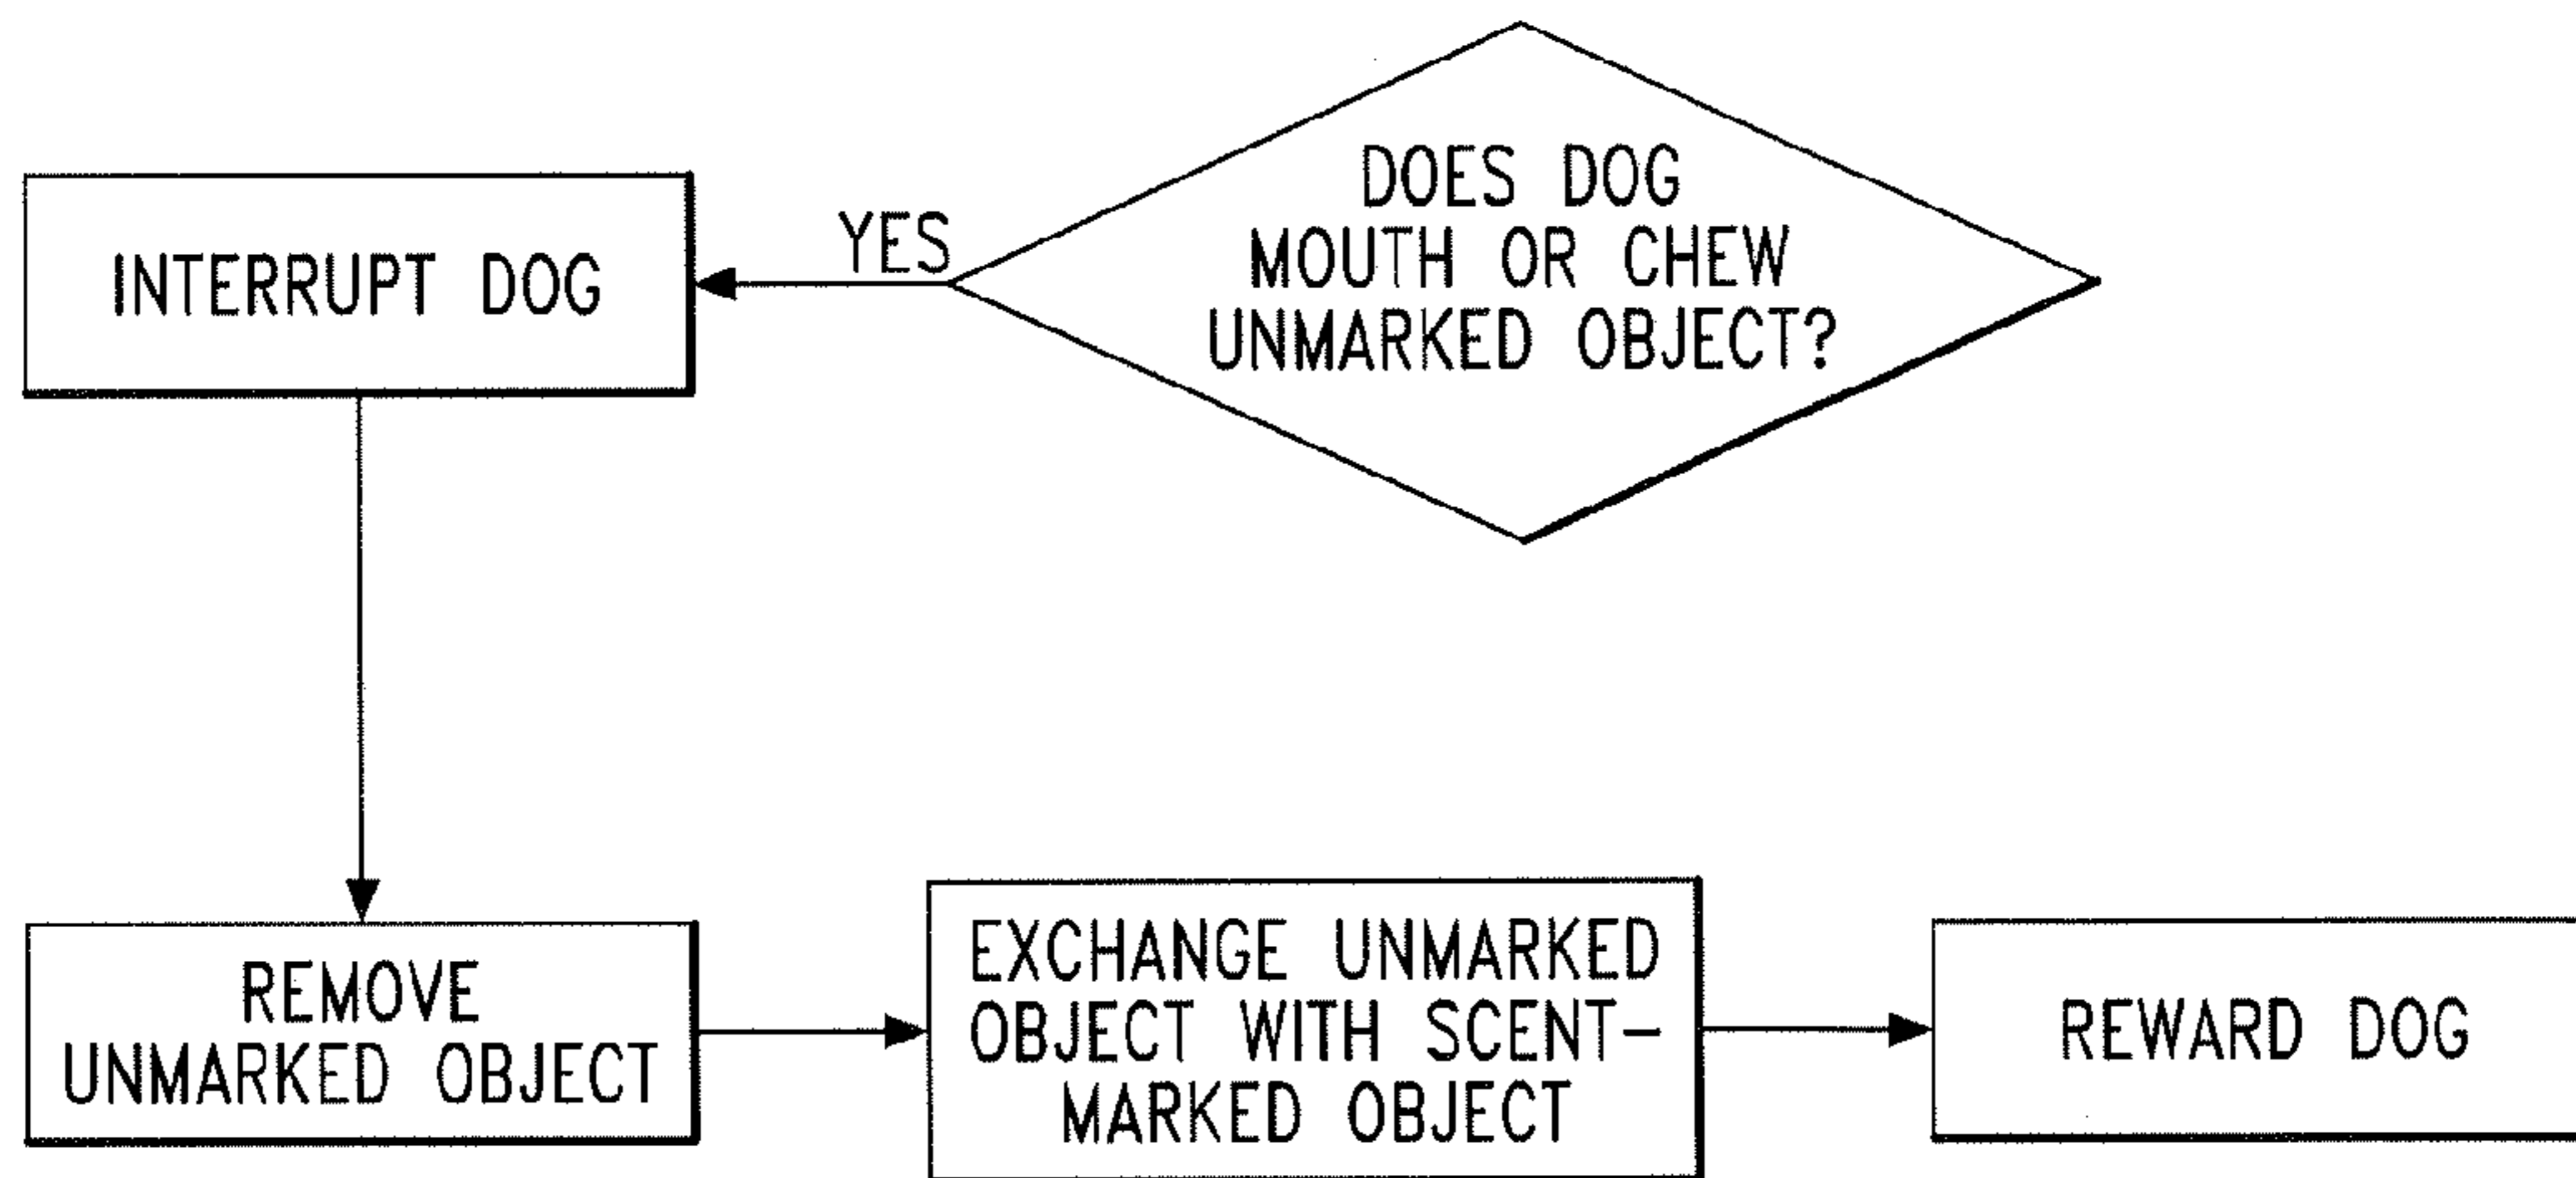 DOES DOG
MOUTH OR CHEW
UNMARKED OBJECT?
YES
INTERRUPT DOG
REMOVE
UNMARKED OBJECT
EXCHANGE UNMARKED
OBJECT WITH SCENT-
MARKED OBJECT
REWARD DOG